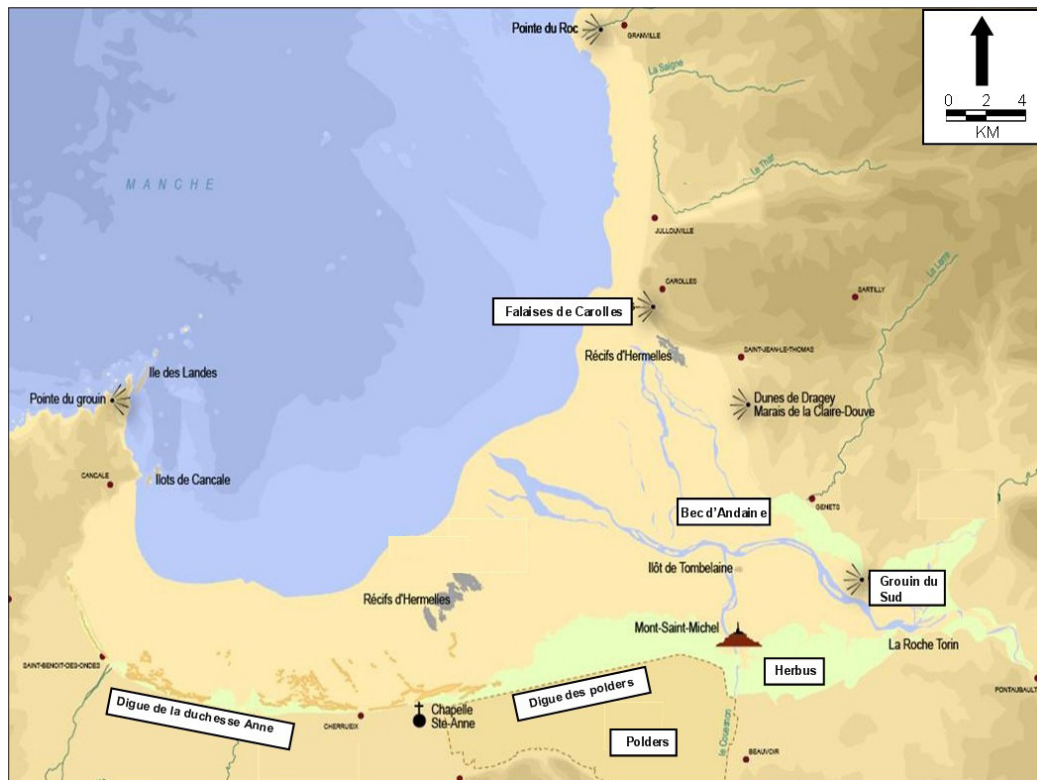 Pointe du Roc
GRANVILLE
0 2 4
KM
La Saigne
MANCHE
Le Thar
JULLOUVILLE
La Lerre
CAROLLES
SARTILLY
Falaises de Carolles
Récifs d'Hermelles
SAINT-JEAN-LE-THOMAS
Ile des Landes
Pointe du grouin
Dunes de Dragey
Marais de la Claire-Douve
CANCALE
Ilots de Cancale
GENETS
Bec d'Andaine
Ilôt de Tombelaine
Grouin du
Sud
Récifs d'Hermelles
Mont-Saint-Michel
La Roche Torin
SAINT-BENOIT-DES-ONDES
Herbus
PONTAUBAULT
Digue des polders
Digue de la duchesse Anne
Chapelle
Ste-Anne
CHERRUEIX
Polders
le Couesnon
BEAUVOIR